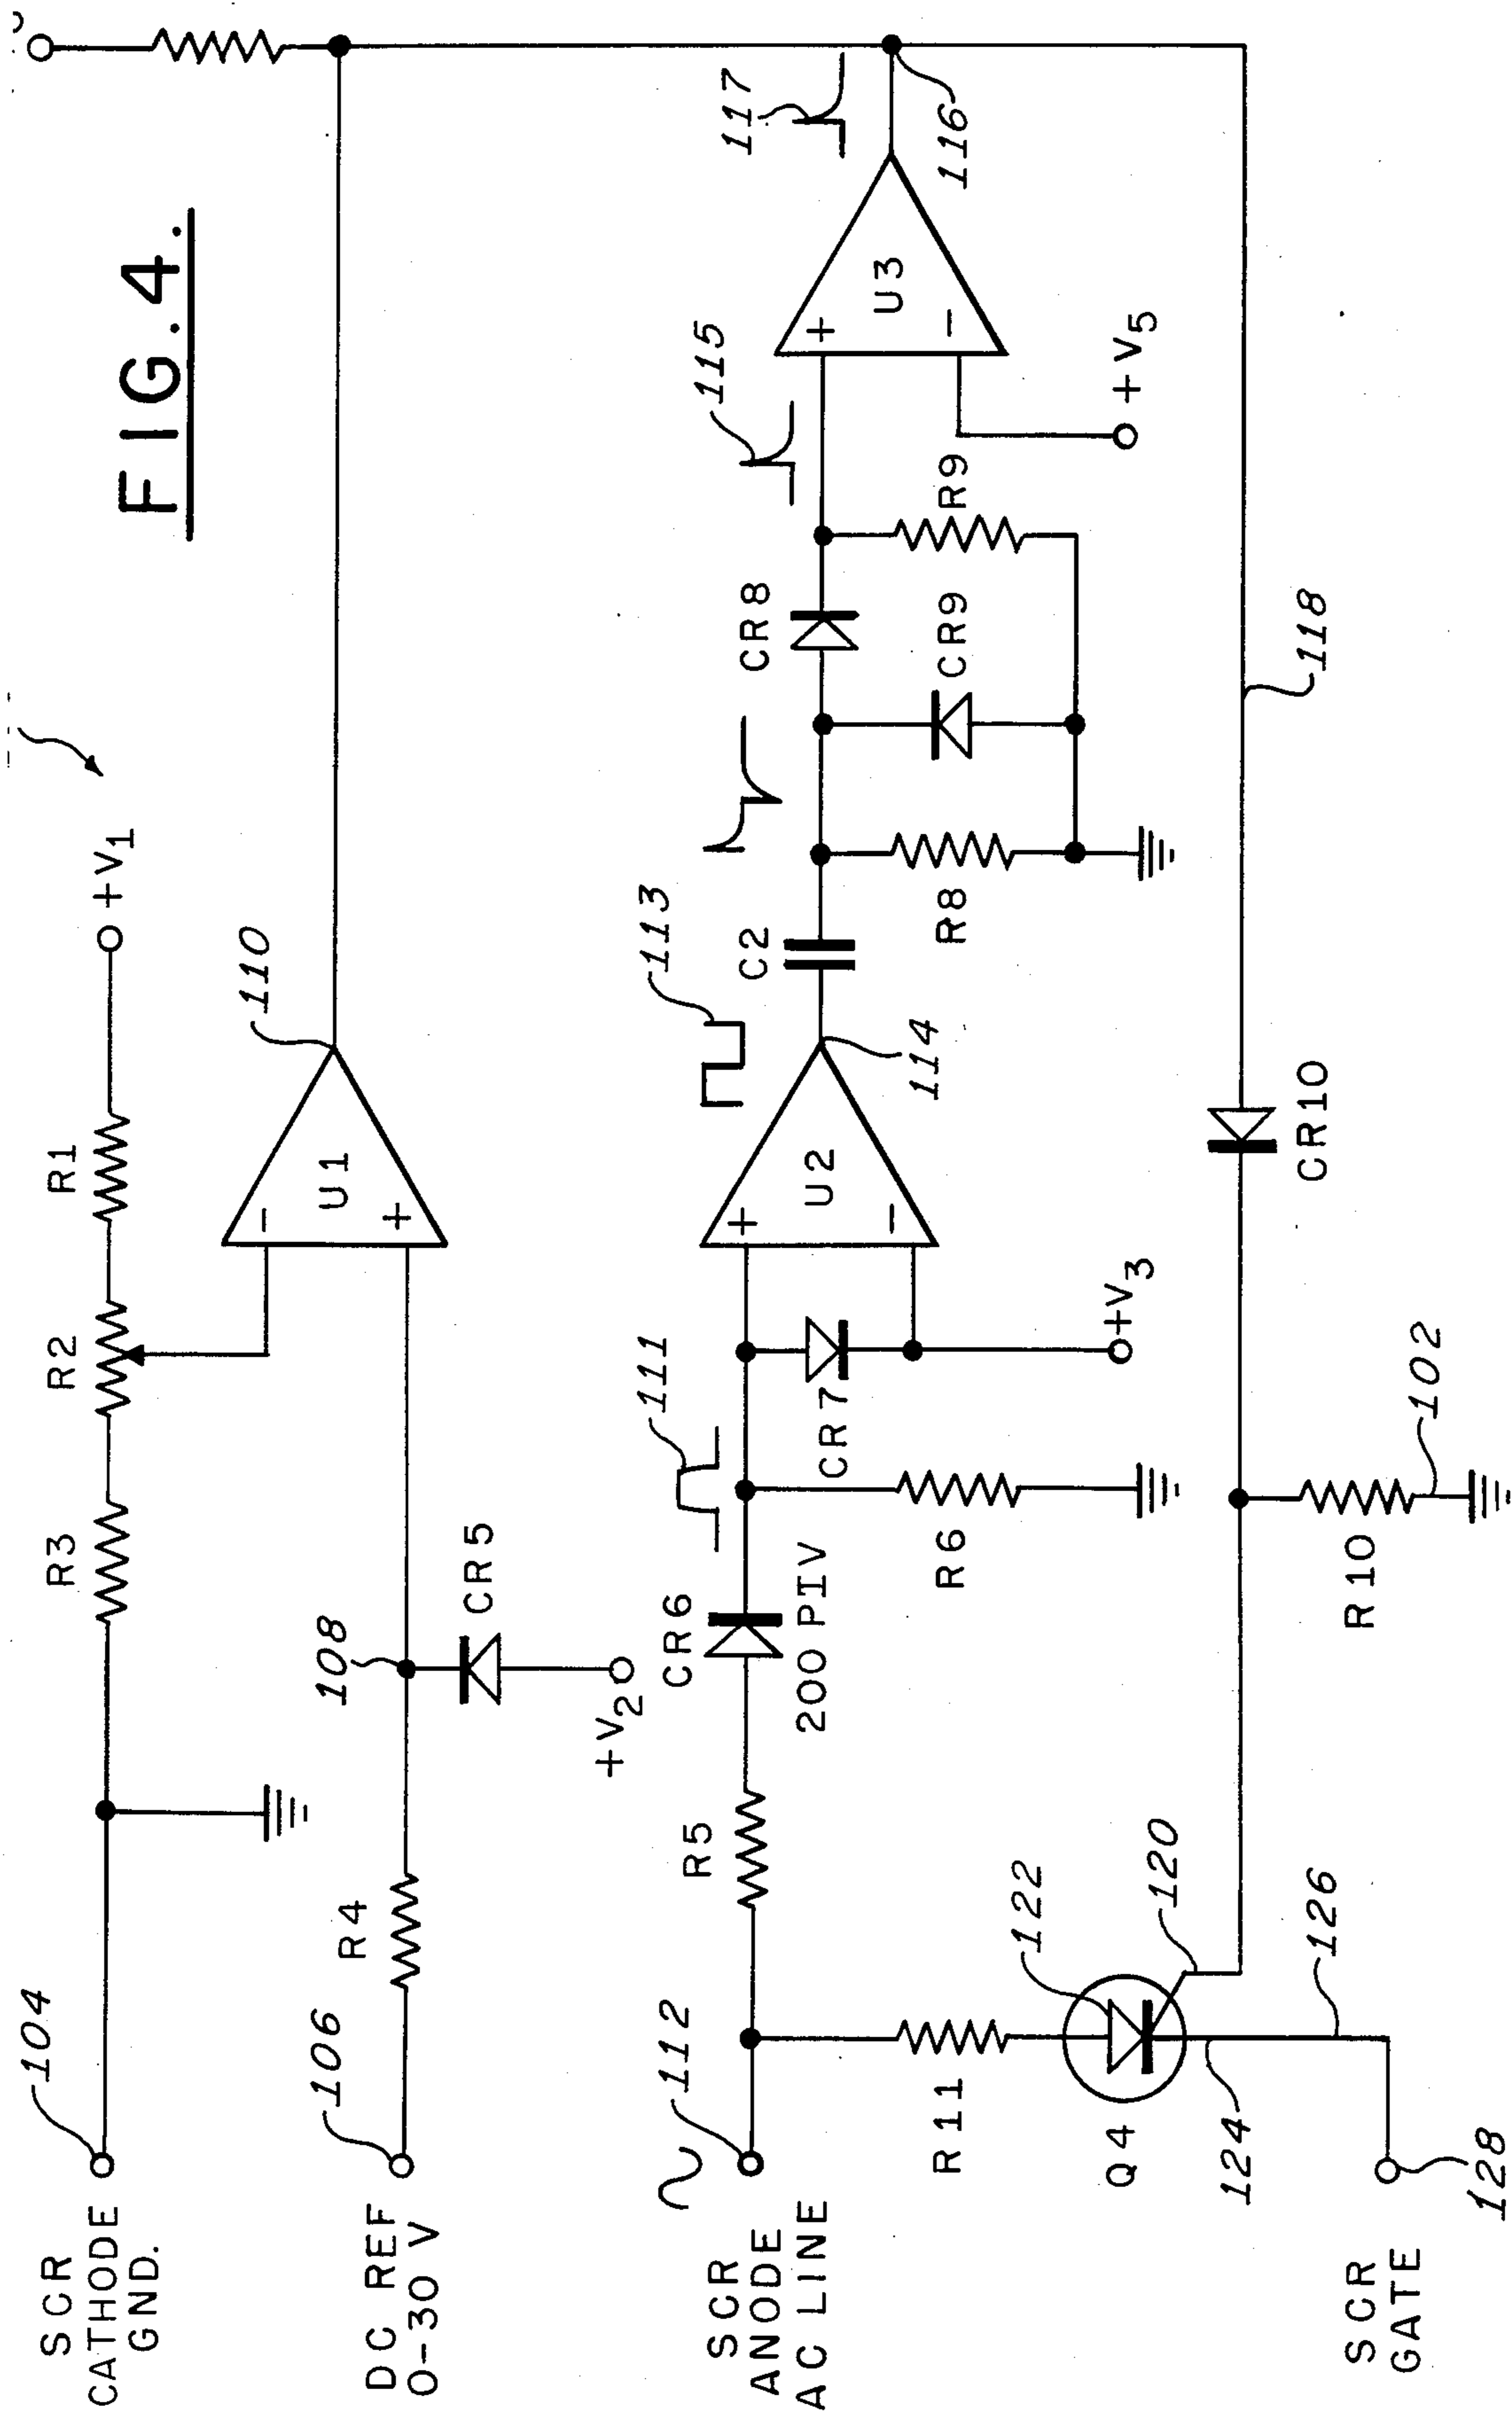 FIG.4.
R3
R2
R1
+V1
104
SCR
CATHODE
GND.
110
U1
-
+
106
DC REF
0-30 V
R4
108
CR5
+V2
112
SCR
ANODE
AC LINE
R5
CR6
200 PIV
111
R6
CR7
+V3
+
-
U2
113
114
C2
R8
CR8
CR9
R9
115
+
-
U3
+V5
117
116
118
CR10
R10
102
R11
Q4
122
120
124
126
128
SCR
GATE